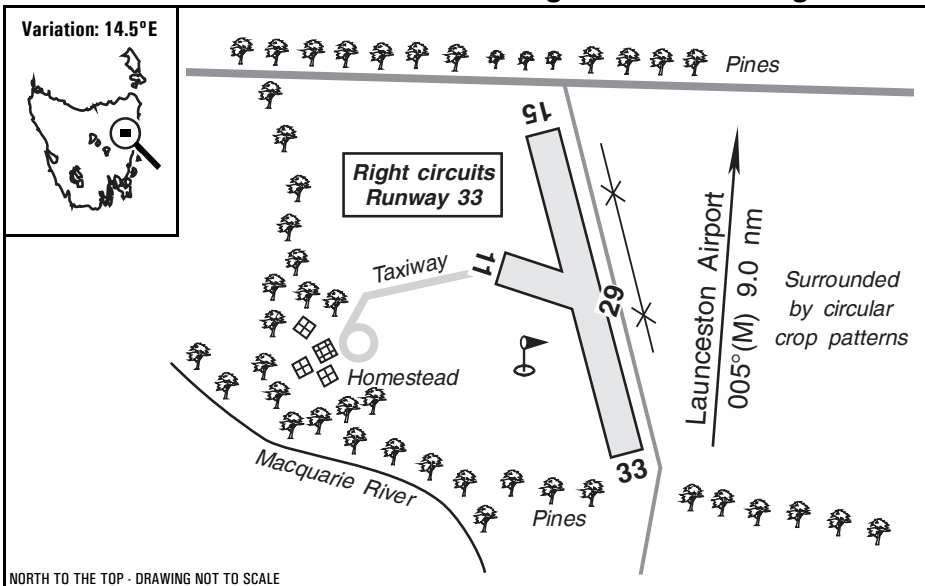 Variation: 14.5ºE
Pines
15
Right circuits
Runway 33
Launceston Airport
005°(M) 9.0 nm
Surrounded
by circular
crop patterns
11
Taxiway
29
Homestead
Macquarie River
33
Pines
NORTH TO THE TOP - DRAWING NOT TO SCALE